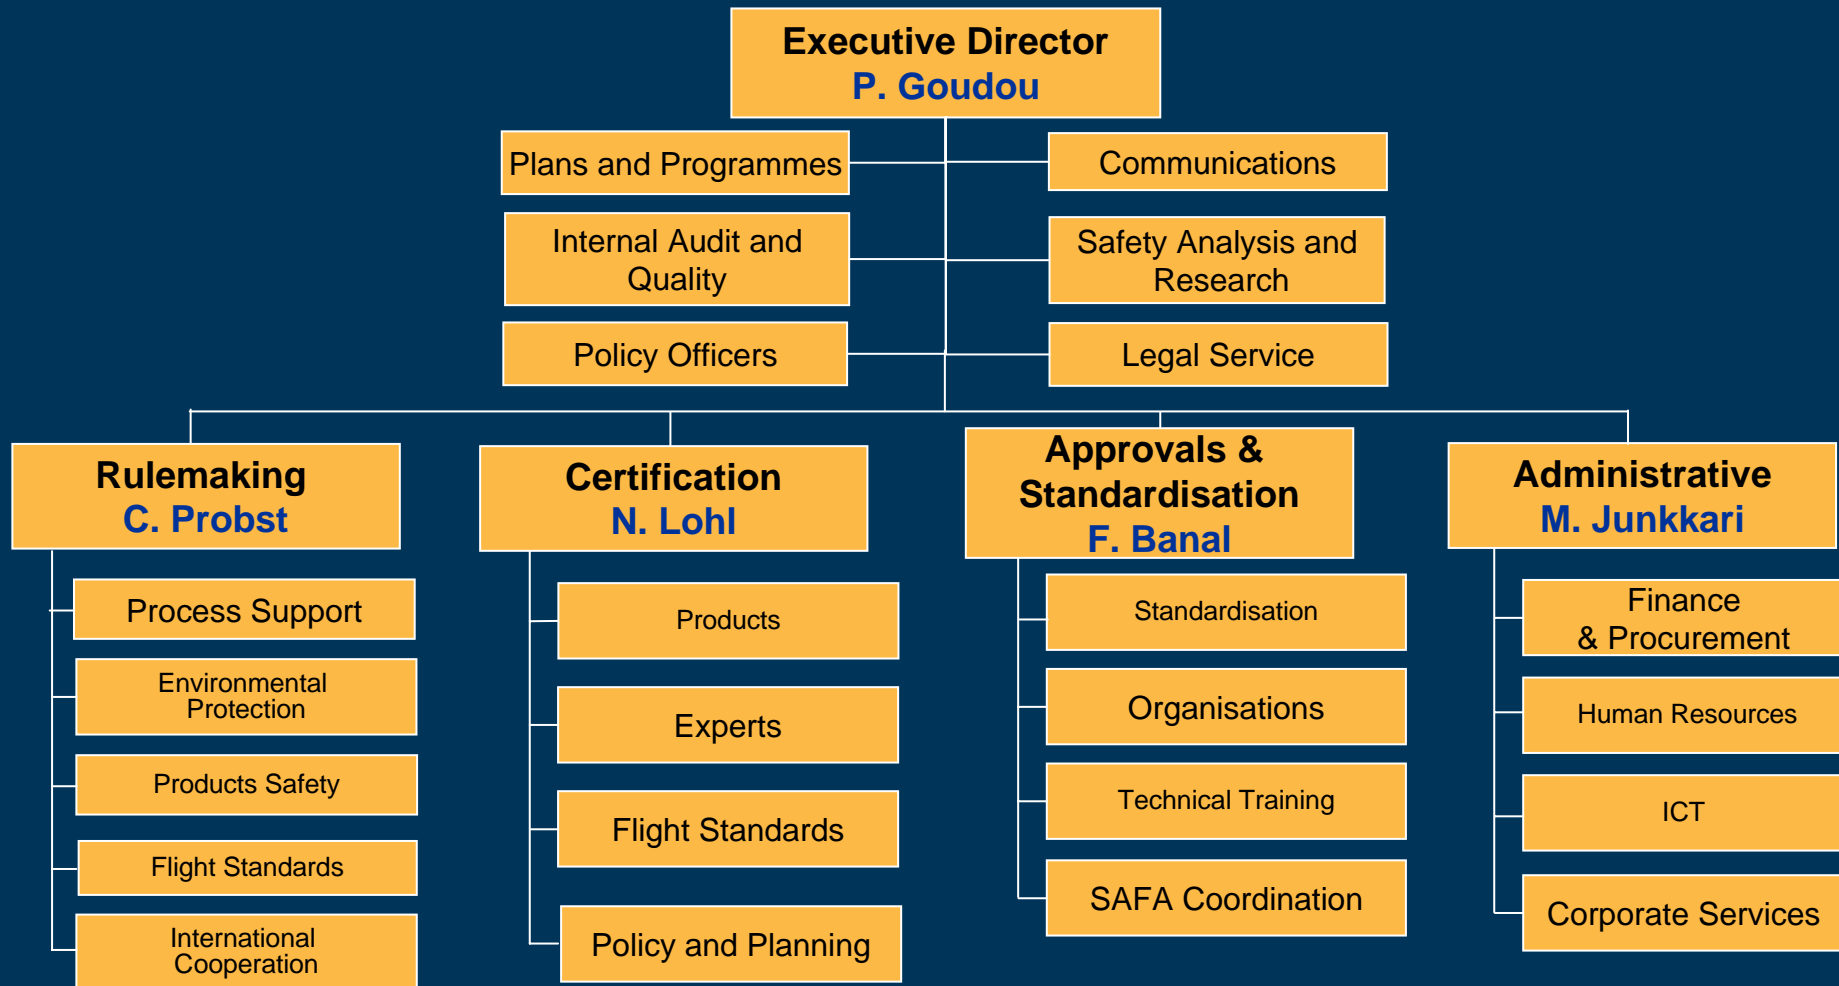 Executive Director
P. Goudou
Plans and Programmes
Communications
Internal Audit and
Quality
Safety Analysis and
Research
Policy Officers
Legal Service
Rulemaking
C. Probst
Process Support
Environmental
Protection
Products Safety
Flight Standards
International
Cooperation
Certification
N. Lohl
Products
Experts
Flight Standards
Policy and Planning
Approvals &
Standardisation
F. Banal
Standardisation
Organisations
Technical Training
SAFA Coordination
Administrative
M. Junkkari
Finance
& Procurement
Human Resources
ICT
Corporate Services